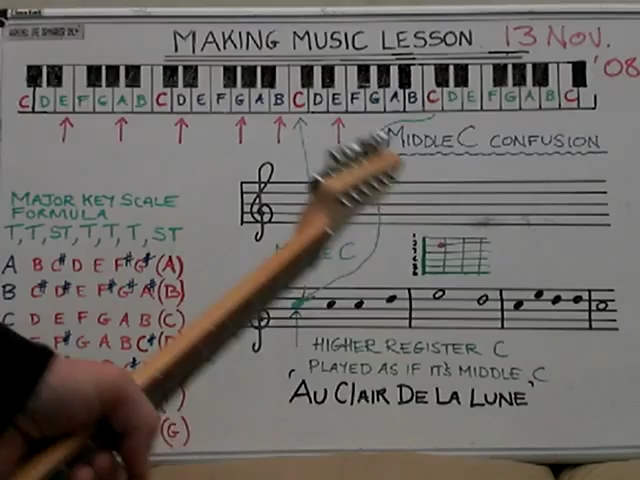 MAKING MUSIC LESSON 13 NOV. '08
C D E F G A B C D E F G A B C D E F G A B C D E F G A B C
MIDDLE C CONFUSION
MAJOR KEY SCALE
FORMULA
T, T, ST, T, T, T, ST
A B C# D E F# G# (A)
B C# D# E F# G# A# (B)
C D E F G A B (C)
E F# G A B C#
(G)
HIGHER REGISTER C
PLAYED AS IF IT'S MIDDLE C
'AU CLAIR DE LA LUNE'